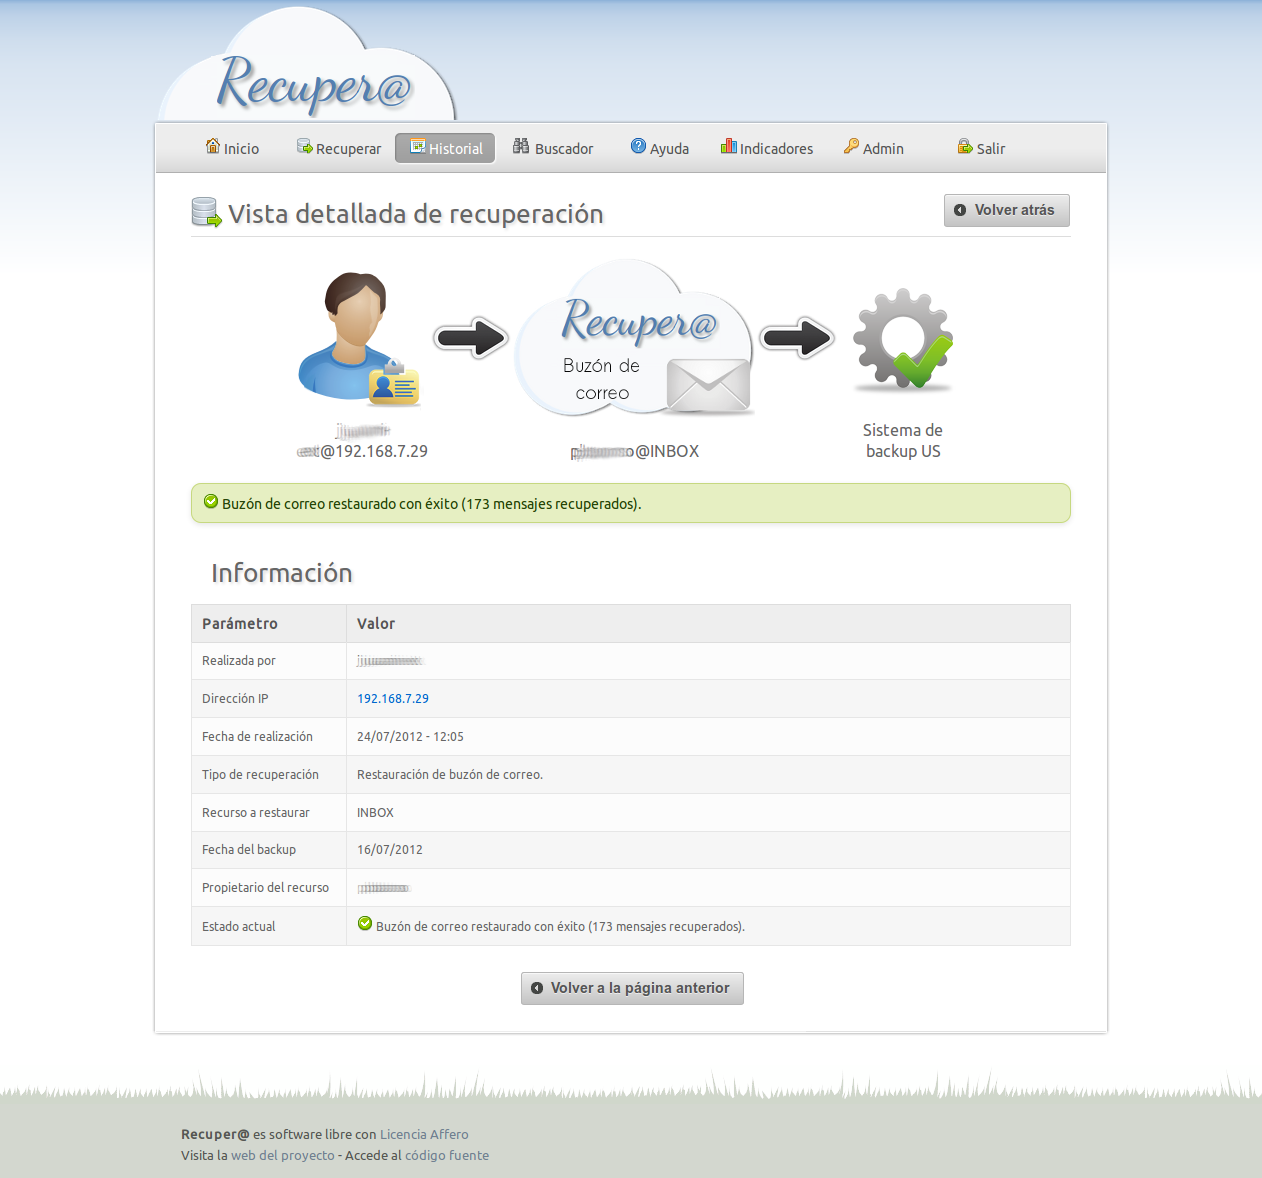 Recuper@
Inicio Recuperar Historial Buscador Ayuda Indicadores Admin Salir
Vista detallada de recuperación
Volver atrás
Recuper@
Buzón de
correo
@192.168.7.29
@INBOX
Sistema de
backup US
Buzón de correo restaurado con éxito (173 mensajes recuperados).
Información
Parámetro Valor
Realizada por
Dirección IP 192.168.7.29
Fecha de realización 24/07/2012 - 12:05
Tipo de recuperación Restauración de buzón de correo.
Recurso a restaurar INBOX
Fecha del backup 16/07/2012
Propietario del recurso
Estado actual Buzón de correo restaurado con éxito (173 mensajes recuperados).
Volver a la página anterior
Recuper@ es software libre con Licencia Affero
Visita la web del proyecto - Accede al código fuente